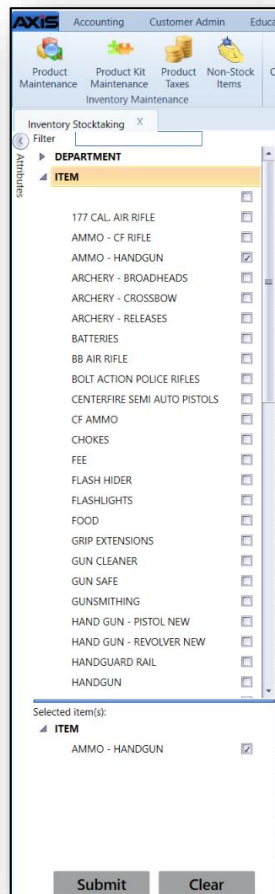 AXIS Accounting Customer Admin Educa
Product Maintenance
Product Kit Maintenance
Product Taxes
Non-Stock Items
C
Inventory Maintenance
Inventory Stocktaking X
Filter
Attributes
DEPARTMENT
ITEM
177 CAL. AIR RIFLE
AMMO - CF RIFLE
AMMO - HANDGUN
ARCHERY - BROADHEADS
ARCHERY - CROSSBOW
ARCHERY - RELEASES
BATTERIES
BB AIR RIFLE
BOLT ACTION POLICE RIFLES
CENTERFIRE SEMI AUTO PISTOLS
CF AMMO
CHOKES
FEE
FLASH HIDER
FLASHLIGHTS
FOOD
GRIP EXTENSIONS
GUN CLEANER
GUN SAFE
GUNSMITHING
HAND GUN - PISTOL NEW
HAND GUN - REVOLVER NEW
HANDGUARD RAIL
HANDGUN
Selected item(s):
ITEM
AMMO - HANDGUN
Submit Clear